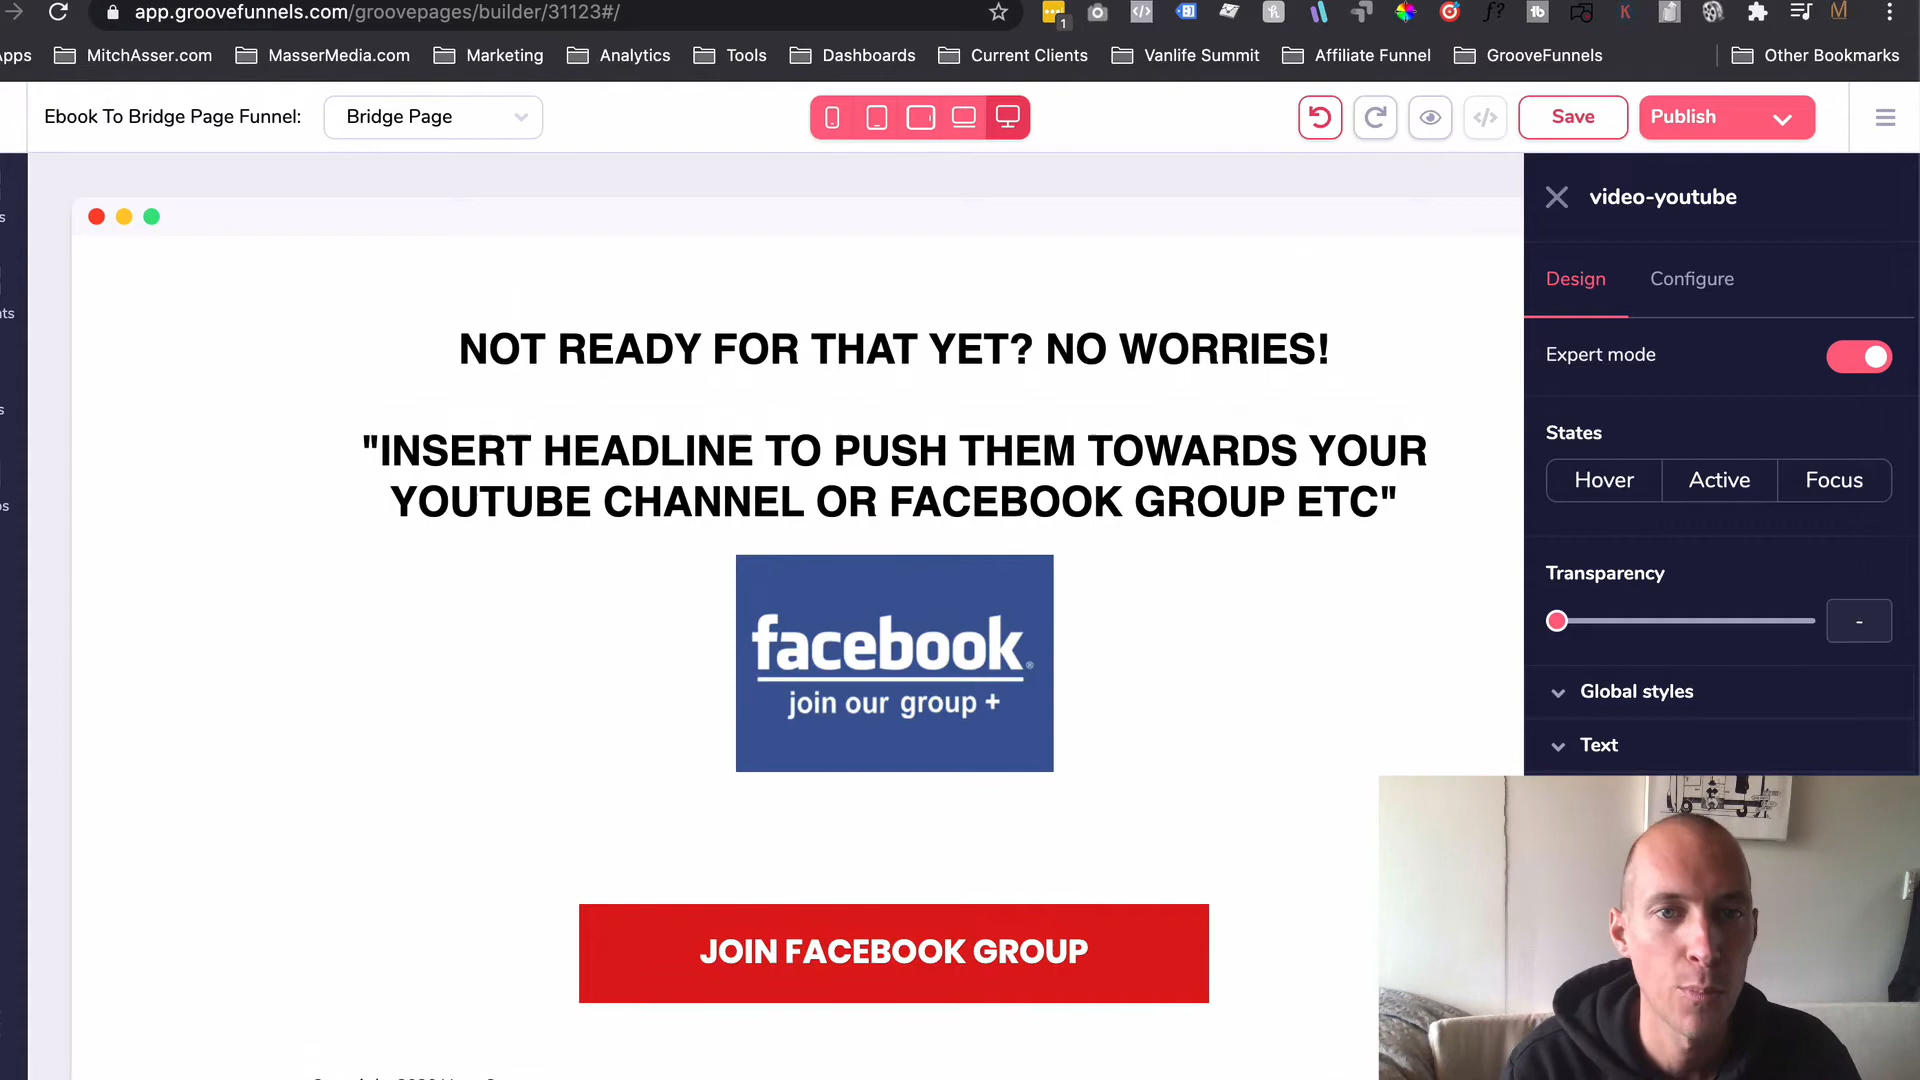 app.groovefunnels.com/groovepages/builder/31123#/
1
pps
MitchAsser.com
MasserMedia.com
Marketing
Analytics
Tools
Dashboards
Current Clients
Vanlife Summit
Affiliate Funnel
GrooveFunnels
Other Bookmarks
Ebook To Bridge Page Funnel:
Bridge Page
Save
Publish
video-youtube
Design
Configure
Expert mode
States
Hover
Active
Focus
Transparency
-
Global styles
Text
NOT READY FOR THAT YET? NO WORRIES!
"INSERT HEADLINE TO PUSH THEM TOWARDS YOUR
YOUTUBE CHANNEL OR FACEBOOK GROUP ETC"
facebook®
join our group +
JOIN FACEBOOK GROUP